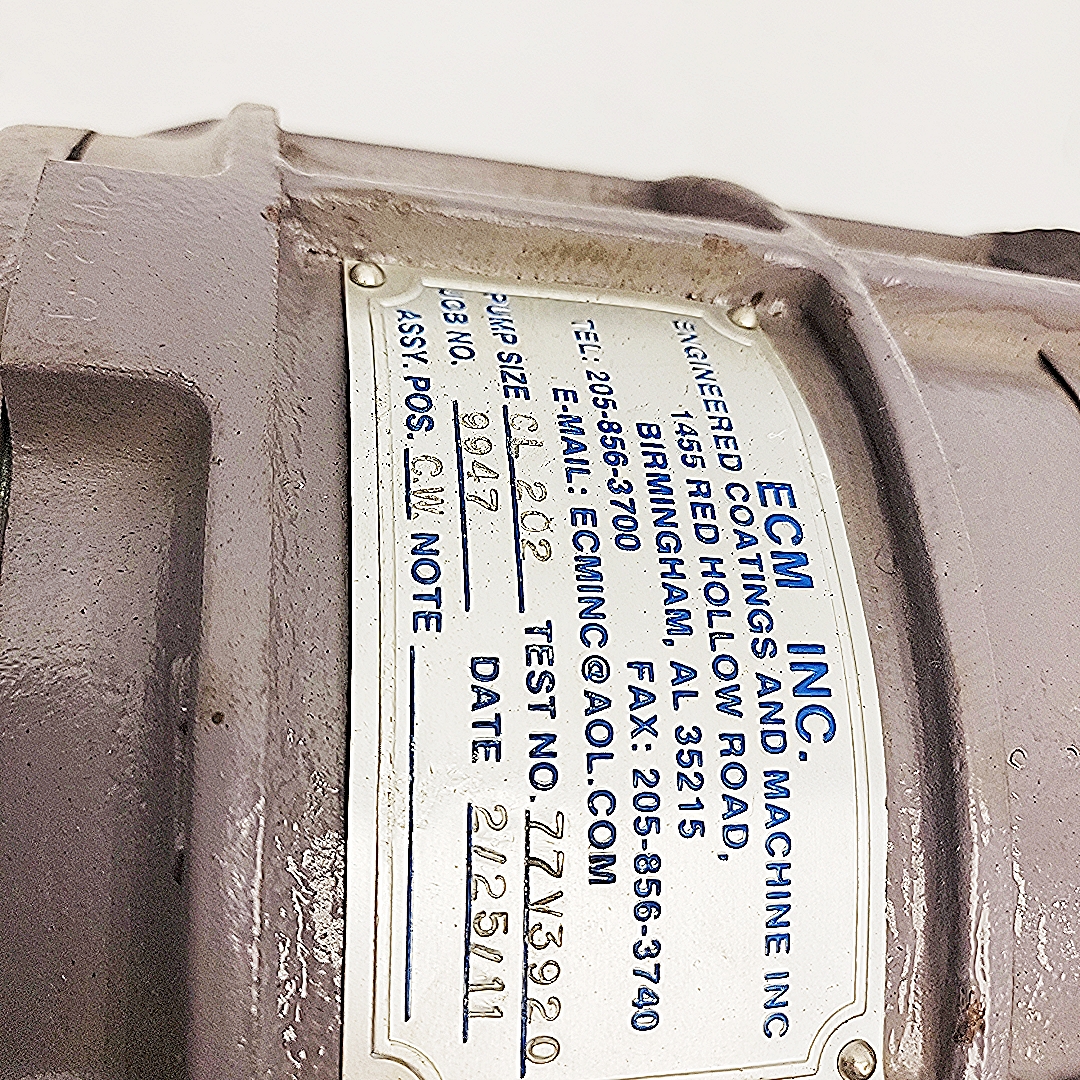 ECM INC.
ENGINEERED COATINGS AND MACHINE INC
1455 RED HOLLOW ROAD,
BIRMINGHAM, AL 35215
TEL: 205-856-3700 FAX: 205-856-3740
E-MAIL: ECMINC@AOL.COM
PUMP SIZE CL202 TEST NO. 77V3920
JOB NO. 9947 DATE 2/25/11
ASSY. POS. C.W. NOTE